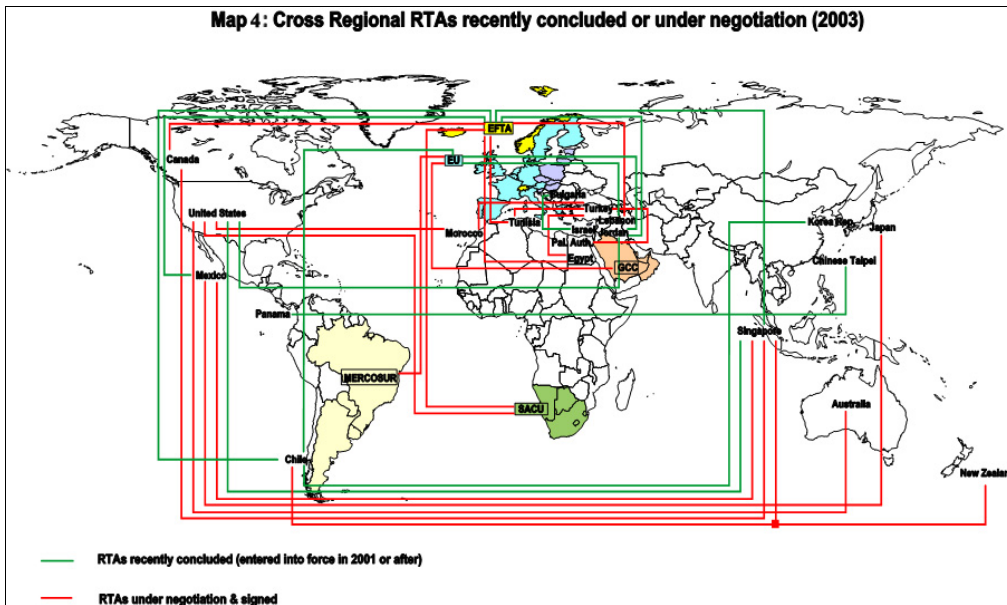 Map 4: Cross Regional RTAs recently concluded or under negotiation (2003)
EFTA
Canada
EU
Bulgaria
United States
Turkey
Tunisia
Lebanon
Korea Rep.
Japan
Morocco
Israel
Jordan
Pal. Auth.
Egypt
GCC
Chinese Taipei
Mexico
Panama
Singapore
MERCOSUR
SACU
Australia
Chile
New Zealan
RTAs recently concluded (entered into force in 2001 or after)
RTAs under negotiation & signed